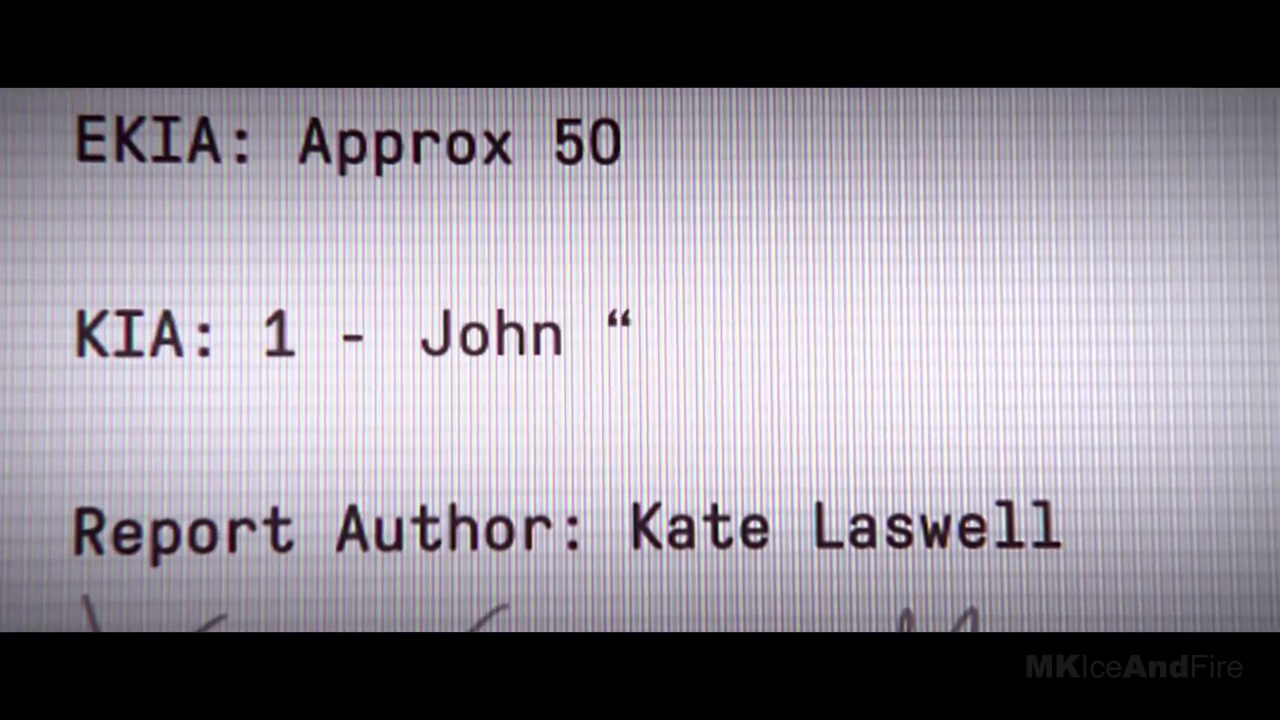 EKIA: Approx 50
KIA: 1 - John “
Report Author: Kate Laswell
MKIceAndFire